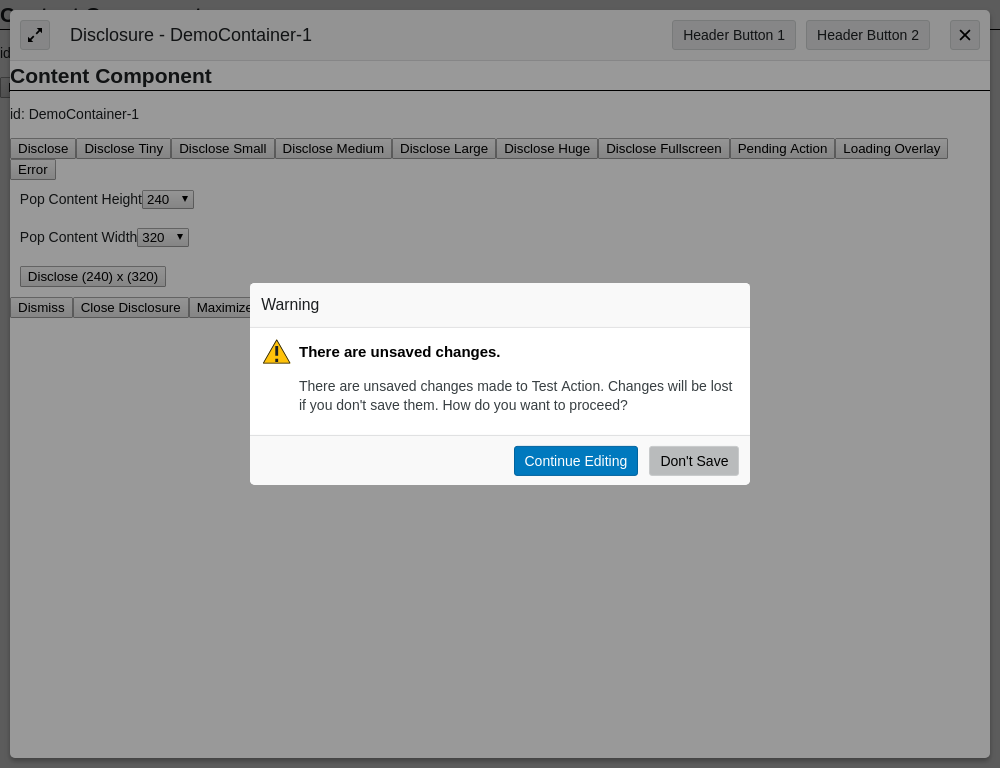 Disclosure - DemoContainer-1
Header Button 1
Header Button 2
Content Component
id: DemoContainer-1
Disclose
Disclose Tiny
Disclose Small
Disclose Medium
Disclose Large
Disclose Huge
Disclose Fullscreen
Pending Action
Loading Overlay
Error
Pop Content Height 240
Pop Content Width 320
Disclose (240) x (320)
Dismiss
Close Disclosure
Maximize
Warning
There are unsaved changes.
There are unsaved changes made to Test Action. Changes will be lost
if you don't save them. How do you want to proceed?
Continue Editing
Don't Save